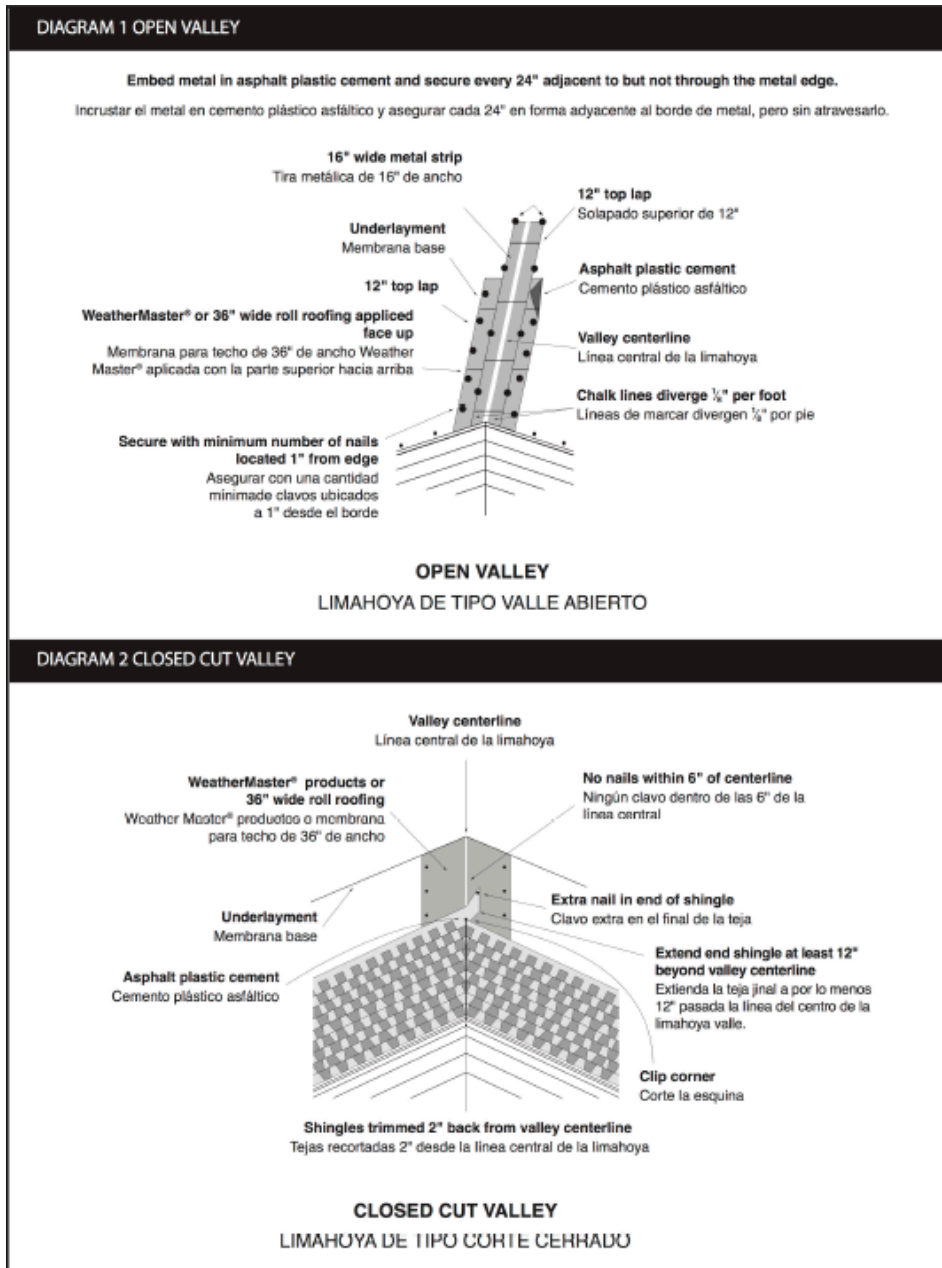 DIAGRAM 1 OPEN VALLEY
Embed metal in asphalt plastic cement and secure every 24" adjacent to but not through the metal edge.
Incrustar el metal en cemento plástico asfáltico y asegurar cada 24" en forma adyacente al borde de metal, pero sin atravesarlo.
16" wide metal strip
Tira metálica de 16" de ancho
12" top lap
Solapado superior de 12"
Underlayment
Membrana base
Asphalt plastic cement
Cemento plástico asfáltico
12" top lap
WeatherMaster® or 36" wide roll roofing appliced
face up
Membrana para techo de 36" de ancho Weather
Master® aplicada con la parte superior hacia arriba
Valley centerline
Línea central de la limahoya
Chalk lines diverge ⅛" per foot
Líneas de marcar divergen ⅛" por pie
Secure with minimum number of nails
located 1" from edge
Asegurar con una cantidad
minimade clavos ubicados
a 1" desde el borde
OPEN VALLEY
LIMAHOYA DE TIPO VALLE ABIERTO
DIAGRAM 2 CLOSED CUT VALLEY
Valley centerline
Línea central de la limahoya
WeatherMaster® products or
36" wide roll roofing
Weather Master® productos o membrana
para techo de 36" de ancho
No nails within 6" of centerline
Ningún clavo dentro de las 6" de la
línea central
Extra nail in end of shingle
Clavo extra en el final de la teja
Underlayment
Membrana base
Extend end shingle at least 12"
beyond valley centerline
Extienda la teja jinal a por lo menos
12" pasada la línea del centro de la
limahoya valle.
Asphalt plastic cement
Cemento plástico asfáltico
Clip corner
Corte la esquina
Shingles trimmed 2" back from valley centerline
Tejas recortadas 2" desde la línea central de la limahoya
CLOSED CUT VALLEY
LIMAHOYA DE TIPO CORTE CERRADO